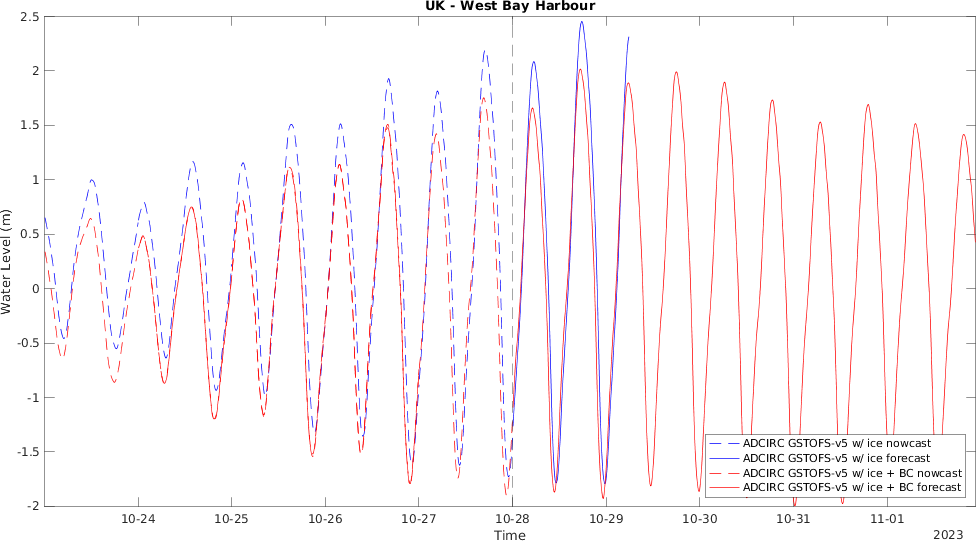 UK - West Bay Harbour
2.5
2
1.5
1
0.5
0
-0.5
-1
-1.5
-2
Water Level (m)
10-24 10-25 10-26 10-27 10-28 10-29 10-30 10-31 11-01
Time
2023
ADCIRC GSTOFS-v5 w/ ice nowcast
ADCIRC GSTOFS-v5 w/ ice forecast
ADCIRC GSTOFS-v5 w/ ice + BC nowcast
ADCIRC GSTOFS-v5 w/ ice + BC forecast